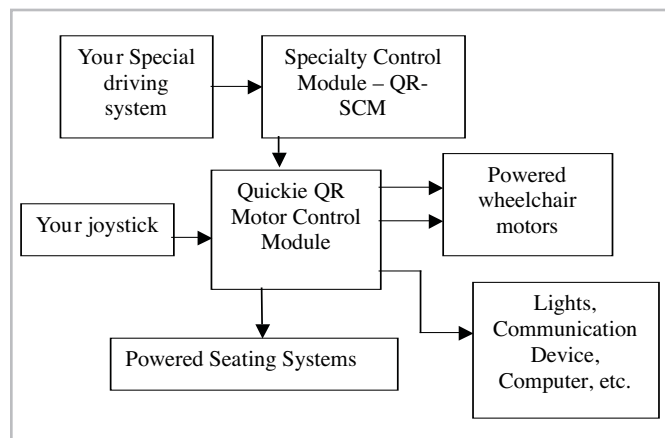 Your Special
driving
system
Specialty Control
Module – QR-
SCM
Quickie QR
Motor Control
Module
Powered
wheelchair
motors
Your joystick
Lights,
Communication
Device,
Computer, etc.
Powered Seating Systems